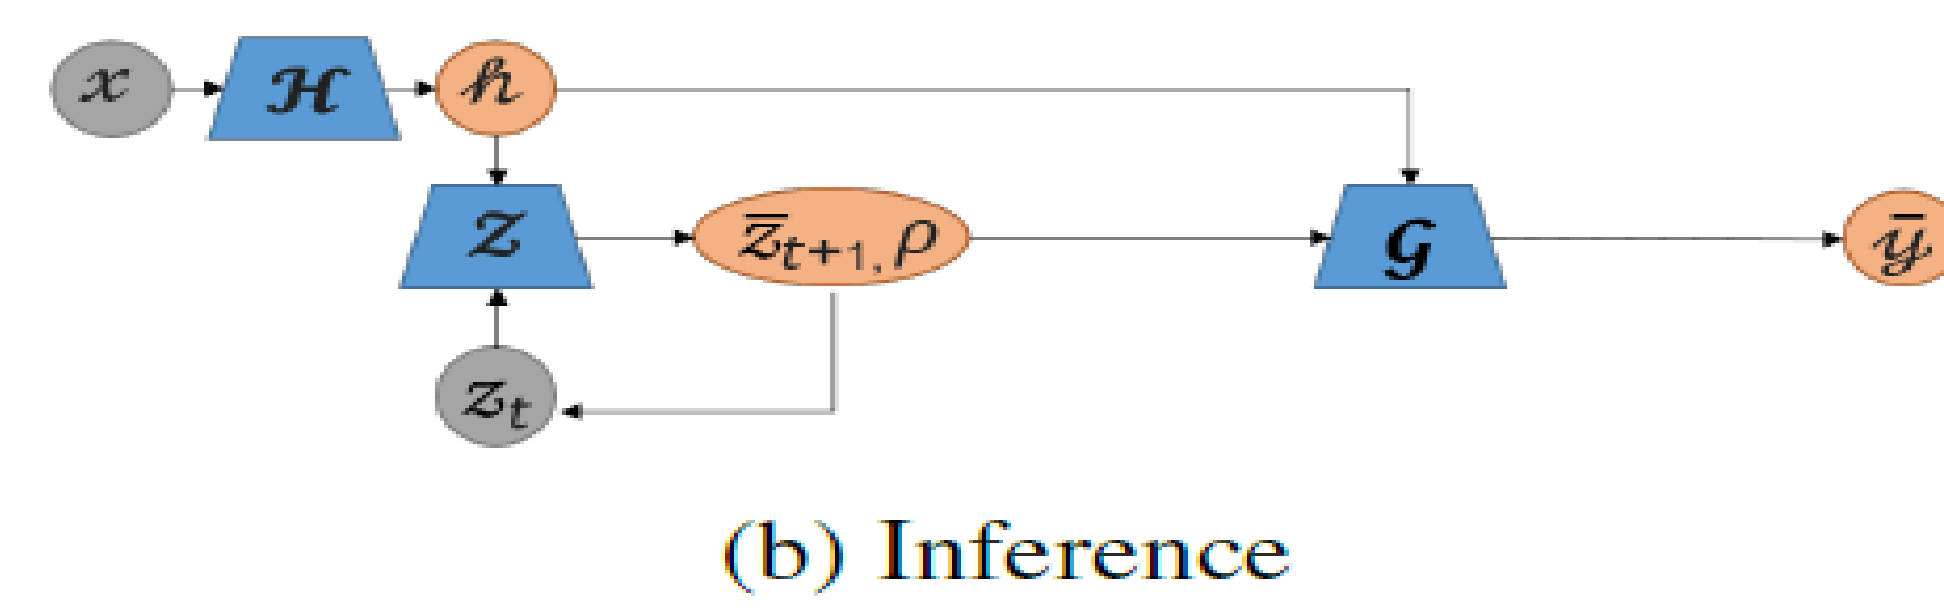 x ℋ h
𝒵 z̅ₜ₊₁, ρ 𝒢 y̅
zₜ
(b) Inference